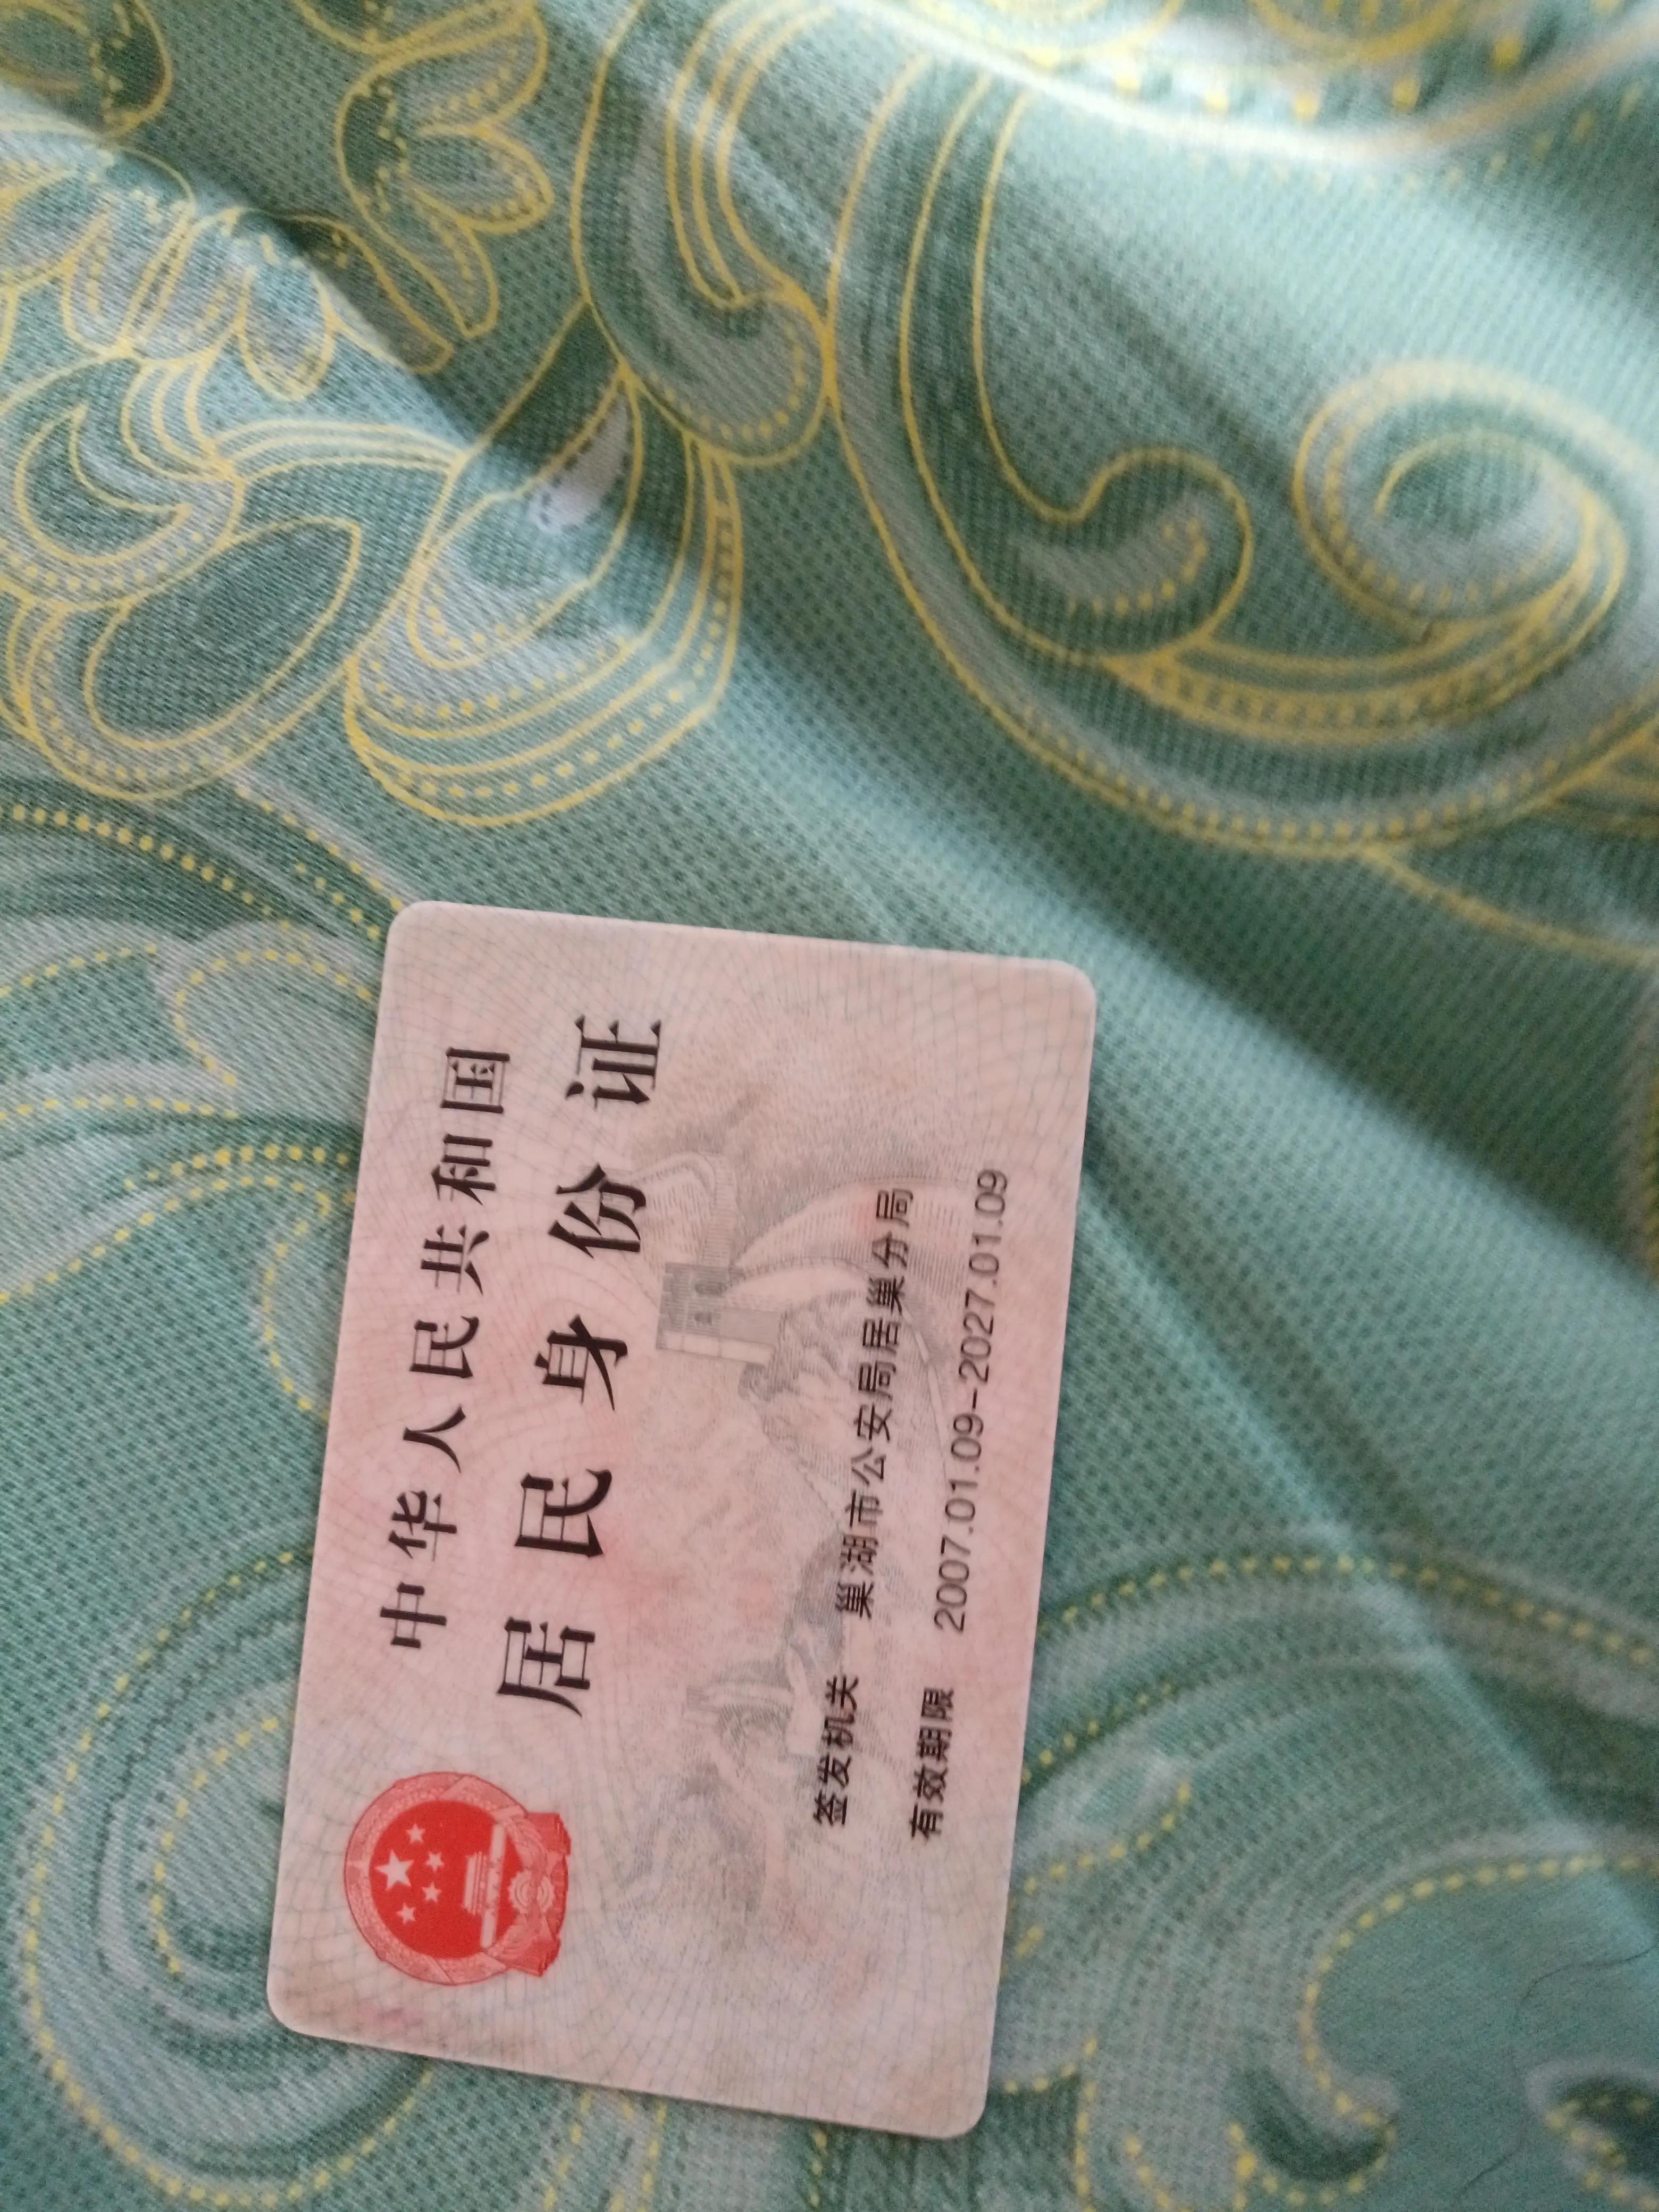 中华人民共和国
居民身份证
签发机关 巢湖市公安局居巢分局
有效期限 2007.01.09-2027.01.09